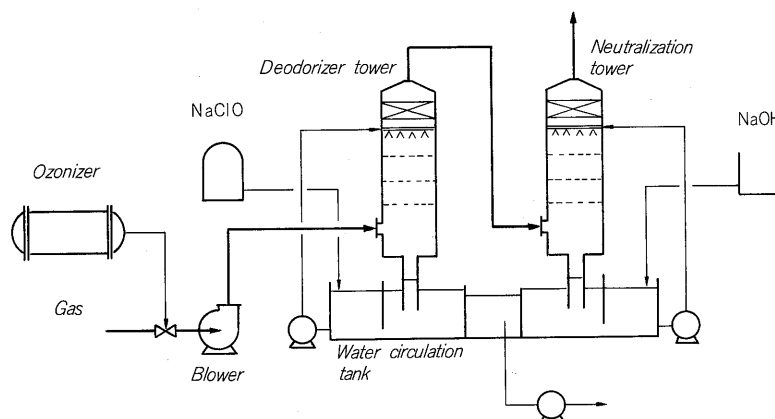 Deodorizer tower
Neutralization
tower
NaClO
NaOH
Ozonizer
Gas
Blower
Water circulation
tank